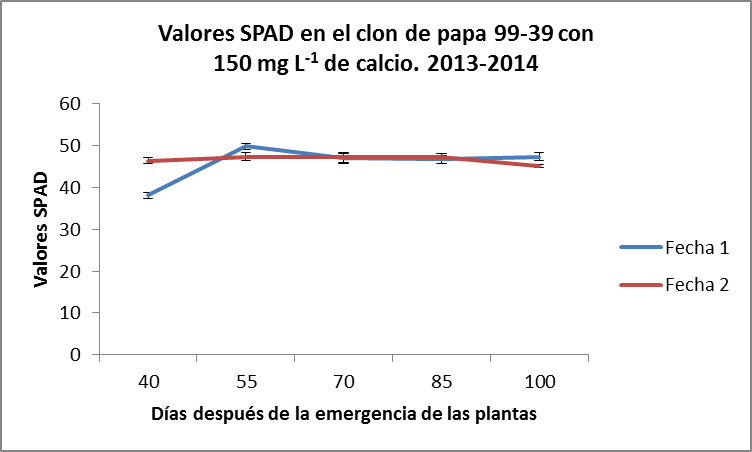 Valores SPAD en el clon de papa 99-39 con
150 mg L-1 de calcio. 2013-2014
60
50
40
30
20
10
0
Valores SPAD
40 55 70 85 100
Días después de la emergencia de las plantas
Fecha 1
Fecha 2